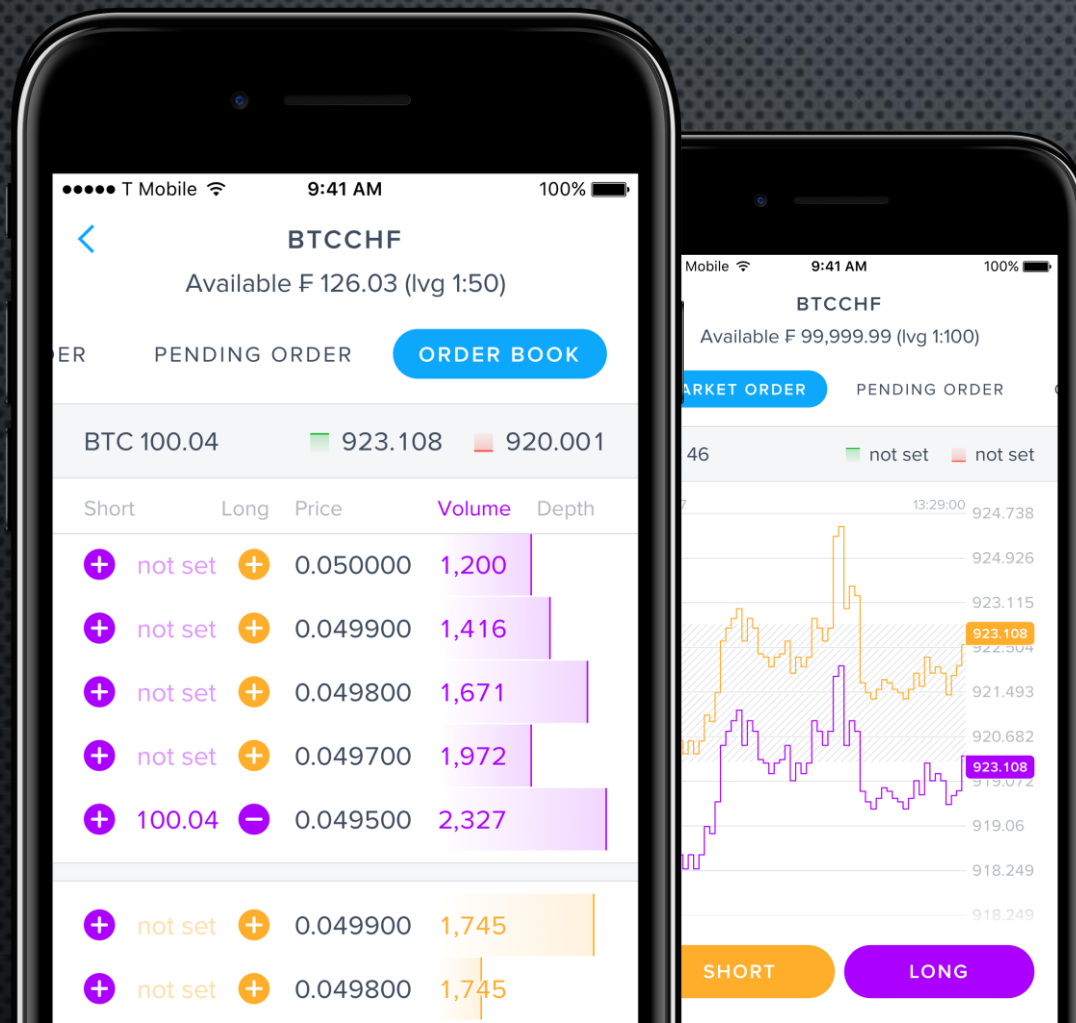 T Mobile 9:41 AM 100%
BTCCHF
Available ₣ 126.03 (lvg 1:50)
ER PENDING ORDER ORDER BOOK
BTC 100.04 923.108 920.001
Short Long Price Volume Depth
not set 0.050000 1,200
not set 0.049900 1,416
not set 0.049800 1,671
not set 0.049700 1,972
100.04 0.049500 2,327
not set 0.049900 1,745
not set 0.049800 1,745
Mobile 9:41 AM 100%
BTCCHF
Available ₣ 99,999.99 (lvg 1:100)
ARKET ORDER PENDING ORDER
46 not set not set
13:29:00
924.738
924.926
923.115
923.108
922.504
921.493
920.682
923.108
919.072
919.06
918.249
918.249
SHORT LONG